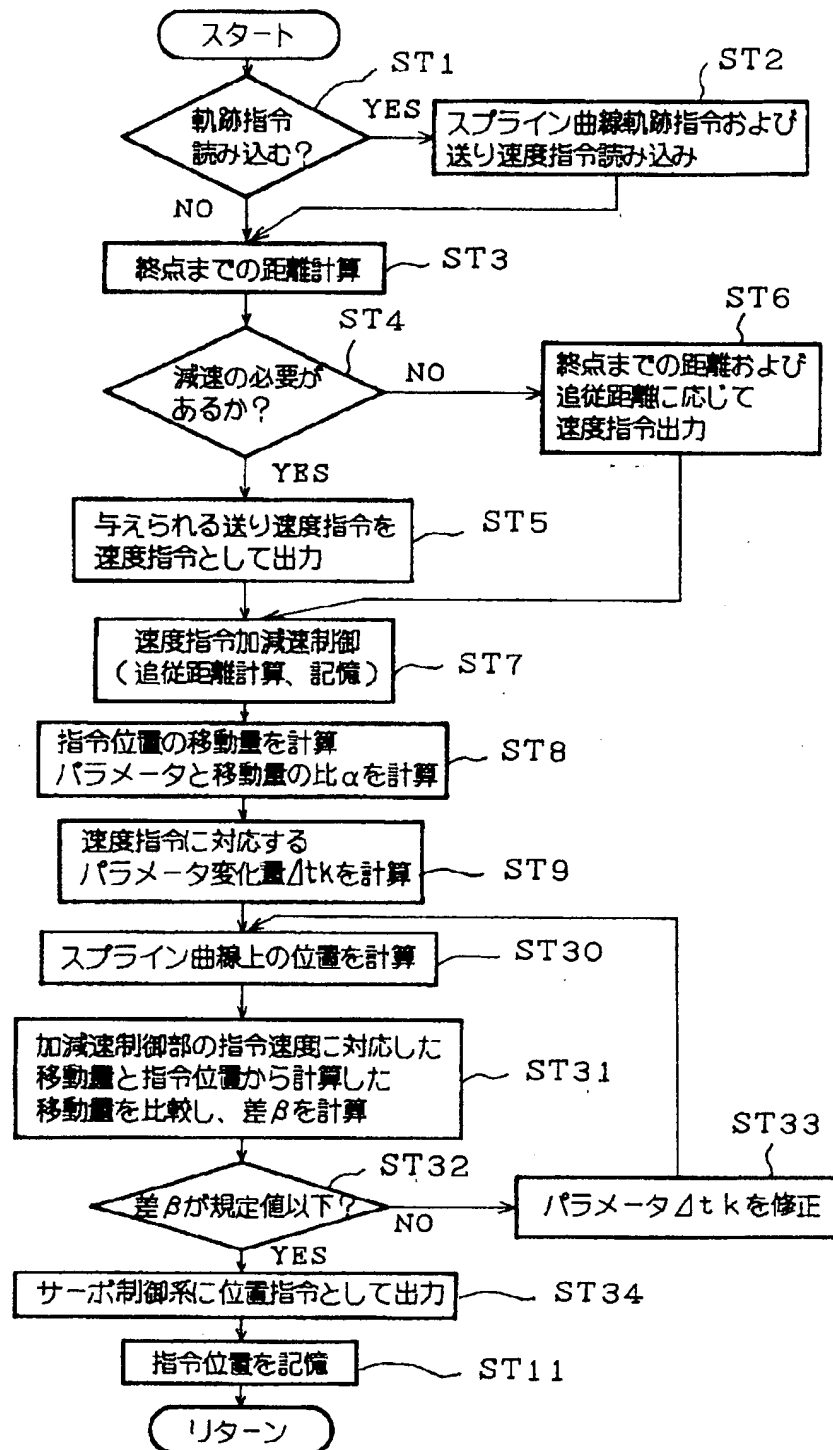 スタート
ST1
ST2
軌跡指令
読み込む?
YES
スプライン曲線軌跡指令および
送り速度指令読み込み
NO
終点までの距離計算
ST3
ST4
ST6
減速の必要が
あるか?
NO
終点までの距離および
追従距離に応じて
速度指令出力
YES
与えられる送り速度指令を
速度指令として出力
ST5
速度指令加減速制御
(追従距離計算、記憶)
ST7
指令位置の移動量を計算
パラメータと移動量の比αを計算
ST8
速度指令に対応する
パラメータ変化量Δtkを計算
ST9
スプライン曲線上の位置を計算
ST30
加減速制御部の指令速度に対応した
移動量と指令位置から計算した
移動量を比較し、差βを計算
ST31
ST33
ST32
差βが規定値以下?
NO
パラメータΔtkを修正
YES
サーボ制御系に位置指令として出力
ST34
指令位置を記憶
ST11
リターン